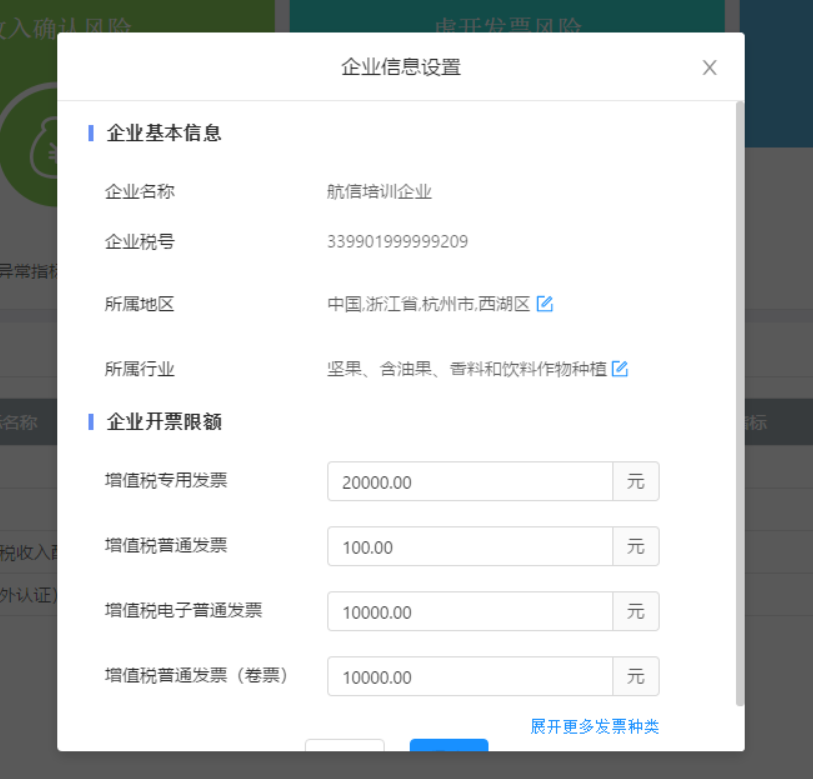 收入确认风险
虚开发票风险
企业信息设置
企业基本信息
企业名称 航信培训企业
企业税号 339901999999209
异常指标
所属地区 中国,浙江省,杭州市,西湖区
所属行业 坚果、含油果、香料和饮料作物种植
名称 企业开票限额 指标
增值税专用发票 20000.00 元
增值税普通发票 100.00 元
税收入
外认证)
增值税电子普通发票 10000.00 元
增值税普通发票（卷票） 10000.00 元
展开更多发票种类